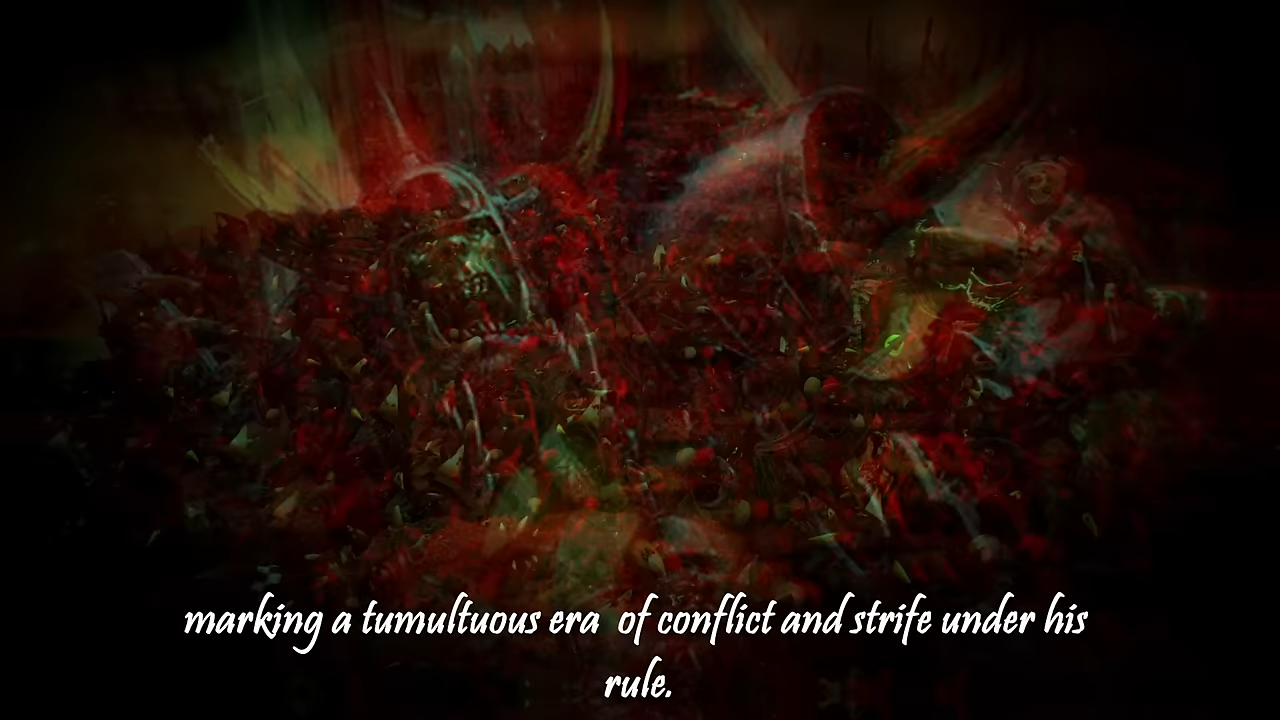 marking a tumultuous era  of conflict and strife under his
rule.